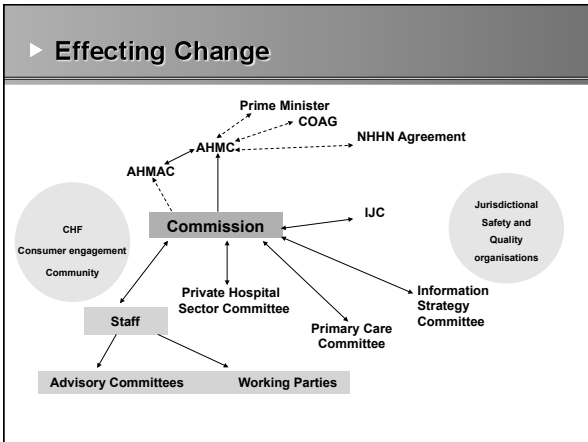 Effecting Change
Prime Minister
COAG
NHHN Agreement
AHMC
AHMAC
Commission
IJC
CHF
Consumer engagement
Community
Jurisdictional
Safety and
Quality
organisations
Private Hospital
Sector Committee
Information
Strategy
Committee
Primary Care
Committee
Staff
Advisory Committees
Working Parties